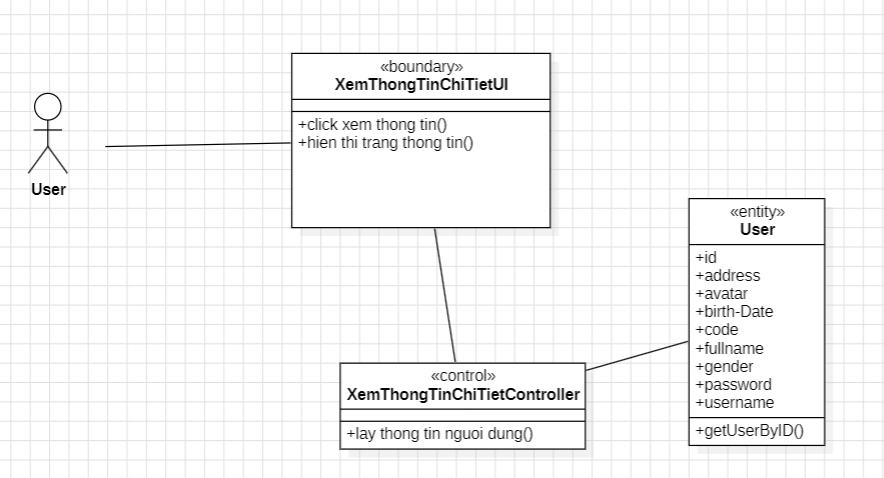 «boundary»
XemThongTinChiTietUI
+click xem thong tin()
+hien thi trang thong tin()
User
«entity»
User
+id
+address
+avatar
+birth-Date
+code
+fullname
+gender
+password
+username
+getUserByID()
«control»
XemThongTinChiTietController
+lay thong tin nguoi dung()